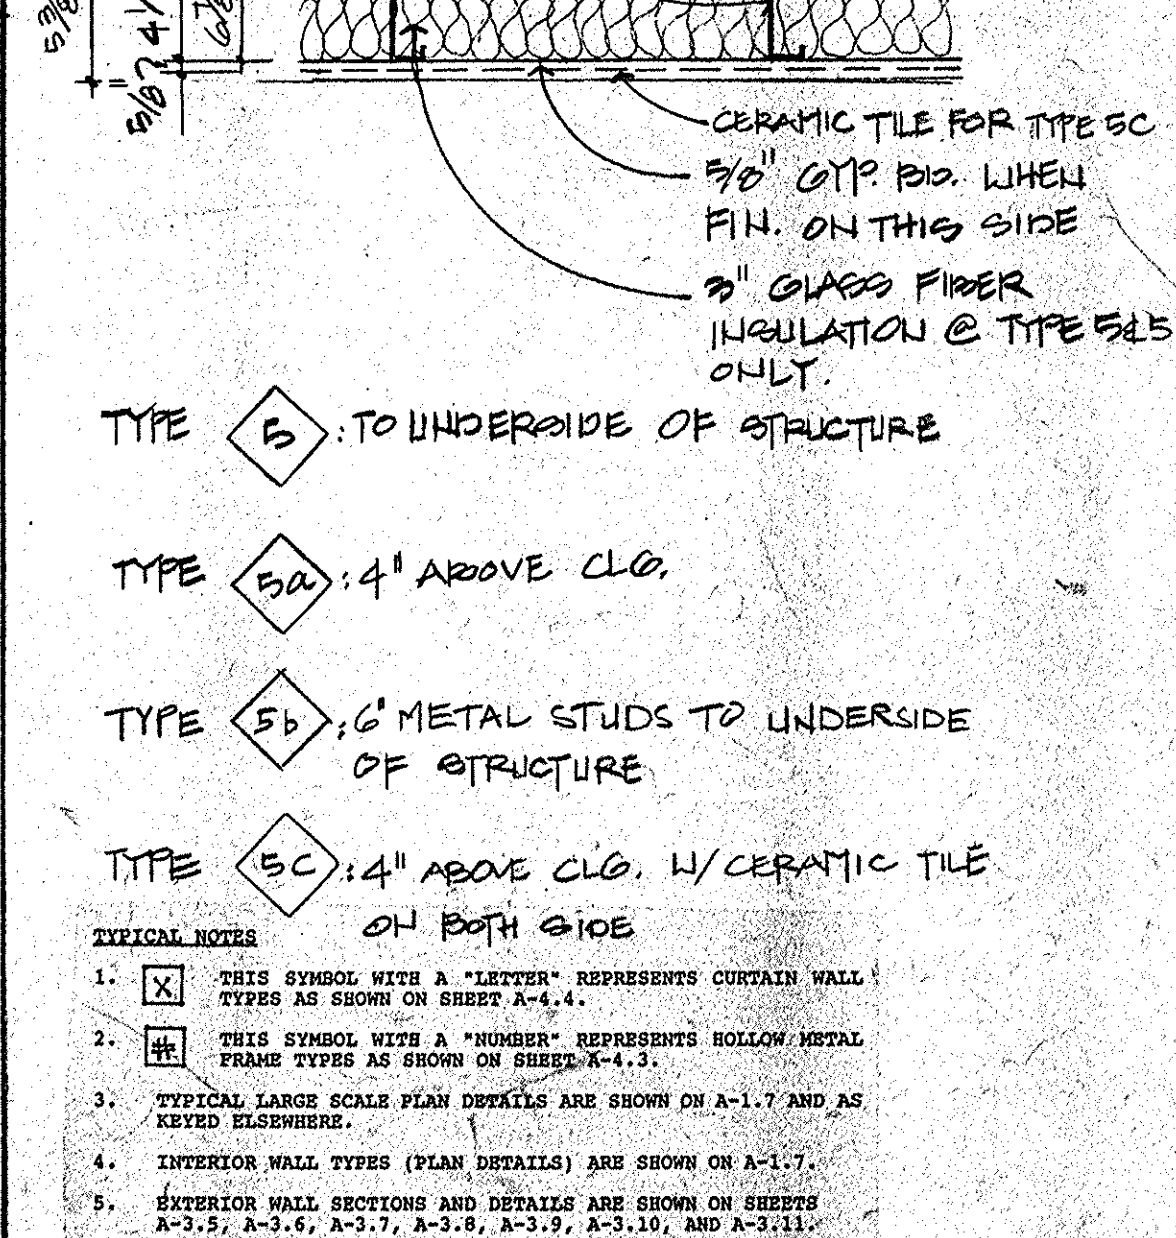 5/8
CERAMIC TILE FOR TYPE 5C
5/8" GYP. BD. WHEN
FIN. ON THIS SIDE
3" GLASS FIBER
INSULATION @ TYPE 5&5
ONLY.
TYPE 5 : TO UNDERSIDE OF STRUCTURE
TYPE 5a : 4" ABOVE CLG.
TYPE 5b : 6" METAL STUDS TO UNDERSIDE
OF STRUCTURE
TYPE 5C : 4" ABOVE CLG. W/ CERAMIC TILE
ON BOTH SIDE
TYPICAL NOTES
1. X THIS SYMBOL WITH A "LETTER" REPRESENTS CURTAIN WALL
TYPES AS SHOWN ON SHEET A-4.4.
2. # THIS SYMBOL WITH A "NUMBER" REPRESENTS HOLLOW METAL
FRAME TYPES AS SHOWN ON SHEET A-4.3.
3. TYPICAL LARGE SCALE PLAN DETAILS ARE SHOWN ON A-1.7 AND AS
KEYED ELSEWHERE.
4. INTERIOR WALL TYPES (PLAN DETAILS) ARE SHOWN ON A-1.7.
5. EXTERIOR WALL SECTIONS AND DETAILS ARE SHOWN ON SHEETS
A-3.5, A-3.6, A-3.7, A-3.8, A-3.9, A-3.10, AND A-3.11.